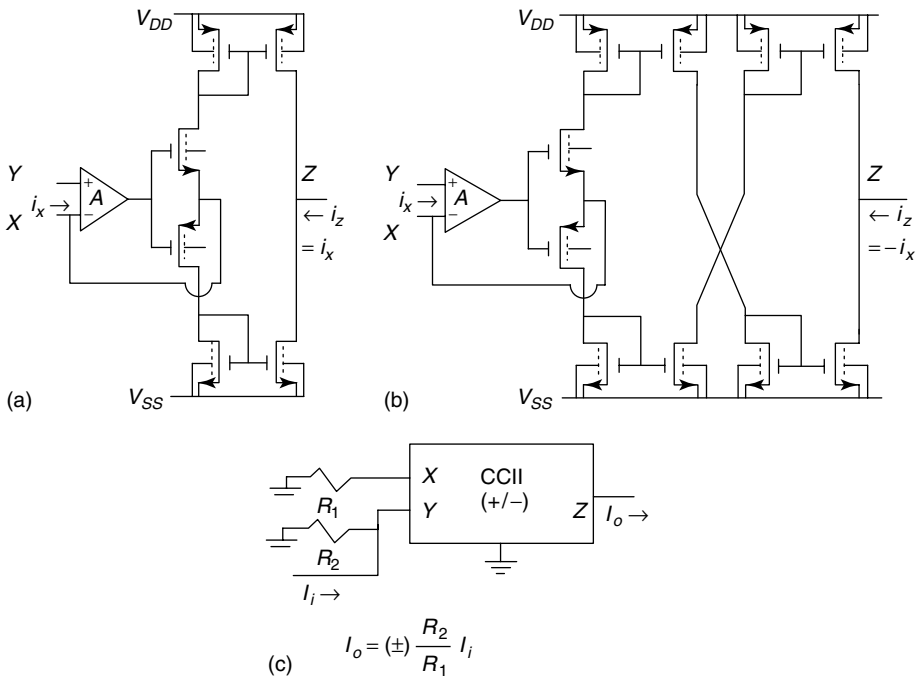 V_DD
Y
i_x →
X
A
+
−
Z
← i_z
= i_x
V_SS
(a)
V_DD
Y
i_x →
X
A
+
−
Z
← i_z
= −i_x
V_SS
(b)
X
CCII
(+/−)
Y
Z
R_1
R_2
I_i →
I_o →
(c)
I_o = (±) R_2 / R_1 I_i